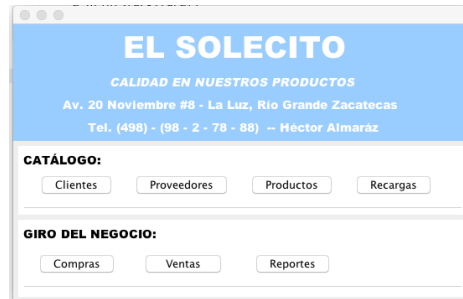 EL SOLECITO
CALIDAD EN NUESTROS PRODUCTOS
Av. 20 Noviembre #8 - La Luz, Río Grande Zacatecas
Tel. (498) - (98 - 2 - 78 - 88) -- Héctor Almaráz
CATÁLOGO:
Clientes Proveedores Productos Recargas
GIRO DEL NEGOCIO:
Compras Ventas Reportes